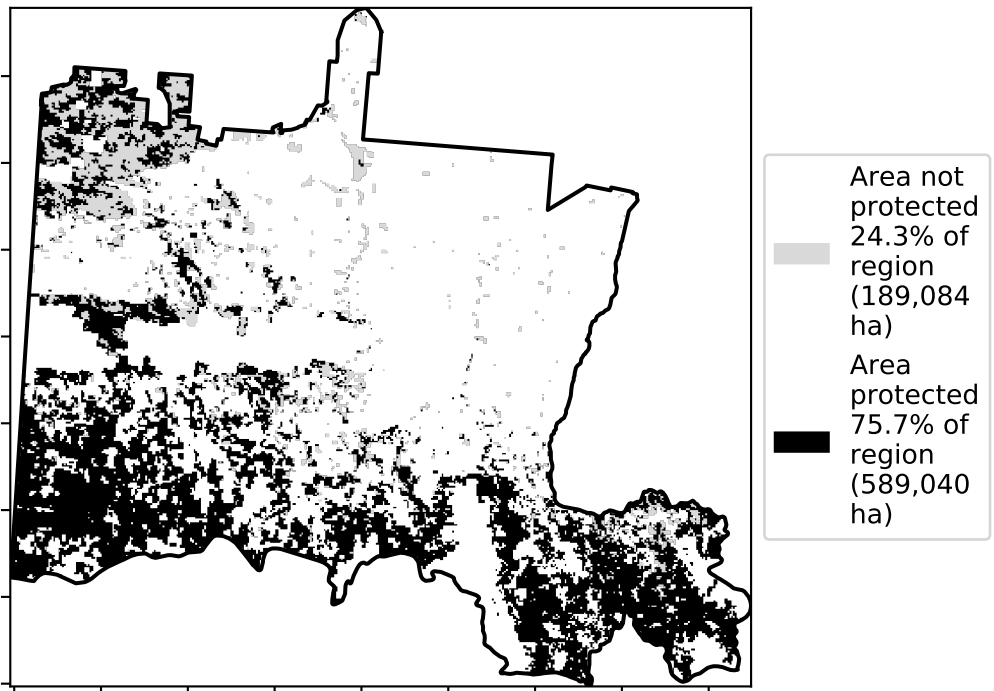 Area not
protected
24.3% of
region
(189,084
ha)
Area
protected
75.7% of
region
(589,040
ha)